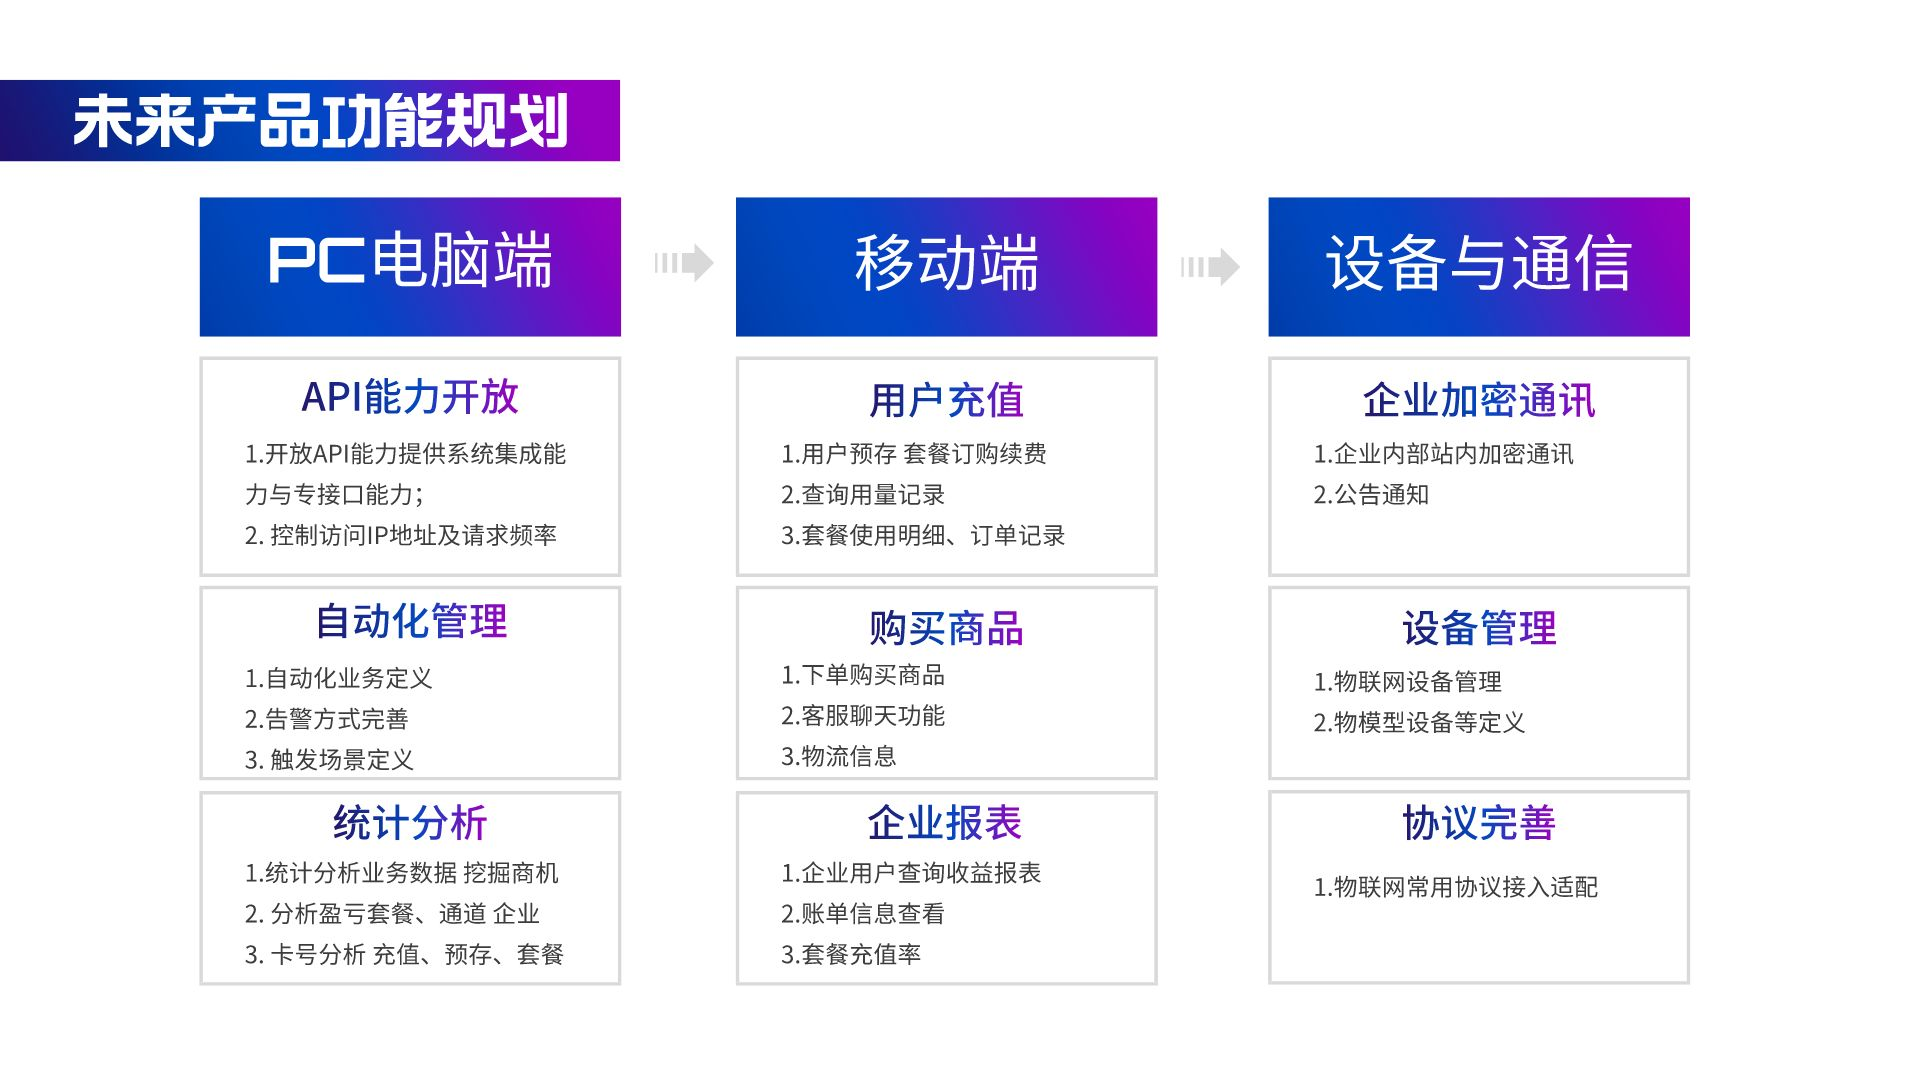 未来产品功能规划
PC电脑端
API能力开放
1.开放API能力提供系统集成能
力与专接口能力；
2. 控制访问IP地址及请求频率
自动化管理
1.自动化业务定义
2.告警方式完善
3. 触发场景定义
统计分析
1.统计分析业务数据 挖掘商机
2. 分析盈亏套餐、通道 企业
3. 卡号分析 充值、预存、套餐
移动端
用户充值
1.用户预存 套餐订购续费
2.查询用量记录
3.套餐使用明细、订单记录
购买商品
1.下单购买商品
2.客服聊天功能
3.物流信息
企业报表
1.企业用户查询收益报表
2.账单信息查看
3.套餐充值率
设备与通信
企业加密通讯
1.企业内部站内加密通讯
2.公告通知
设备管理
1.物联网设备管理
2.物模型设备等定义
协议完善
1.物联网常用协议接入适配